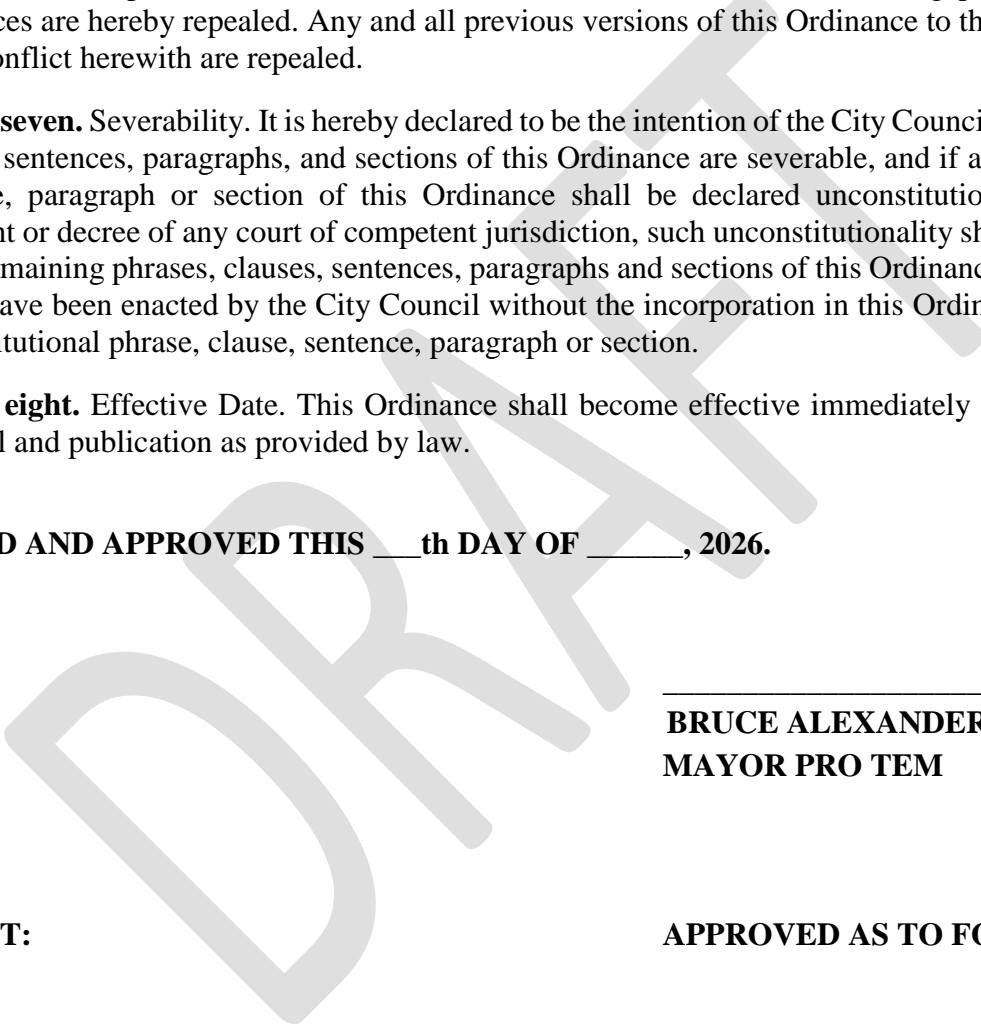 ces are hereby repealed. Any and all previous versions of this Ordinance to th
onflict herewith are repealed.
seven. Severability. It is hereby declared to be the intention of the City Counci
sentences, paragraphs, and sections of this Ordinance are severable, and if a
e, paragraph or section of this Ordinance shall be declared unconstitutio
nt or decree of any court of competent jurisdiction, such unconstitutionality sh
maining phrases, clauses, sentences, paragraphs and sections of this Ordinanc
ave been enacted by the City Council without the incorporation in this Ordin
itutional phrase, clause, sentence, paragraph or section.
eight. Effective Date. This Ordinance shall become effective immediately
l and publication as provided by law.
D AND APPROVED THIS ___th DAY OF ______, 2026.
____________________
BRUCE ALEXANDER
MAYOR PRO TEM
T:
APPROVED AS TO FO
DRAFT